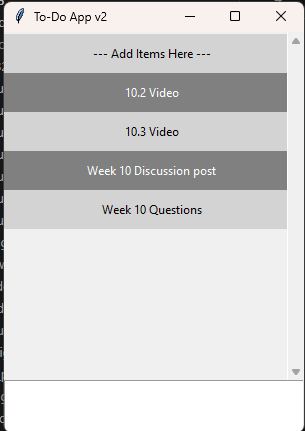 To-Do App v2
--- Add Items Here ---
10.2 Video
10.3 Video
Week 10 Discussion post
Week 10 Questions